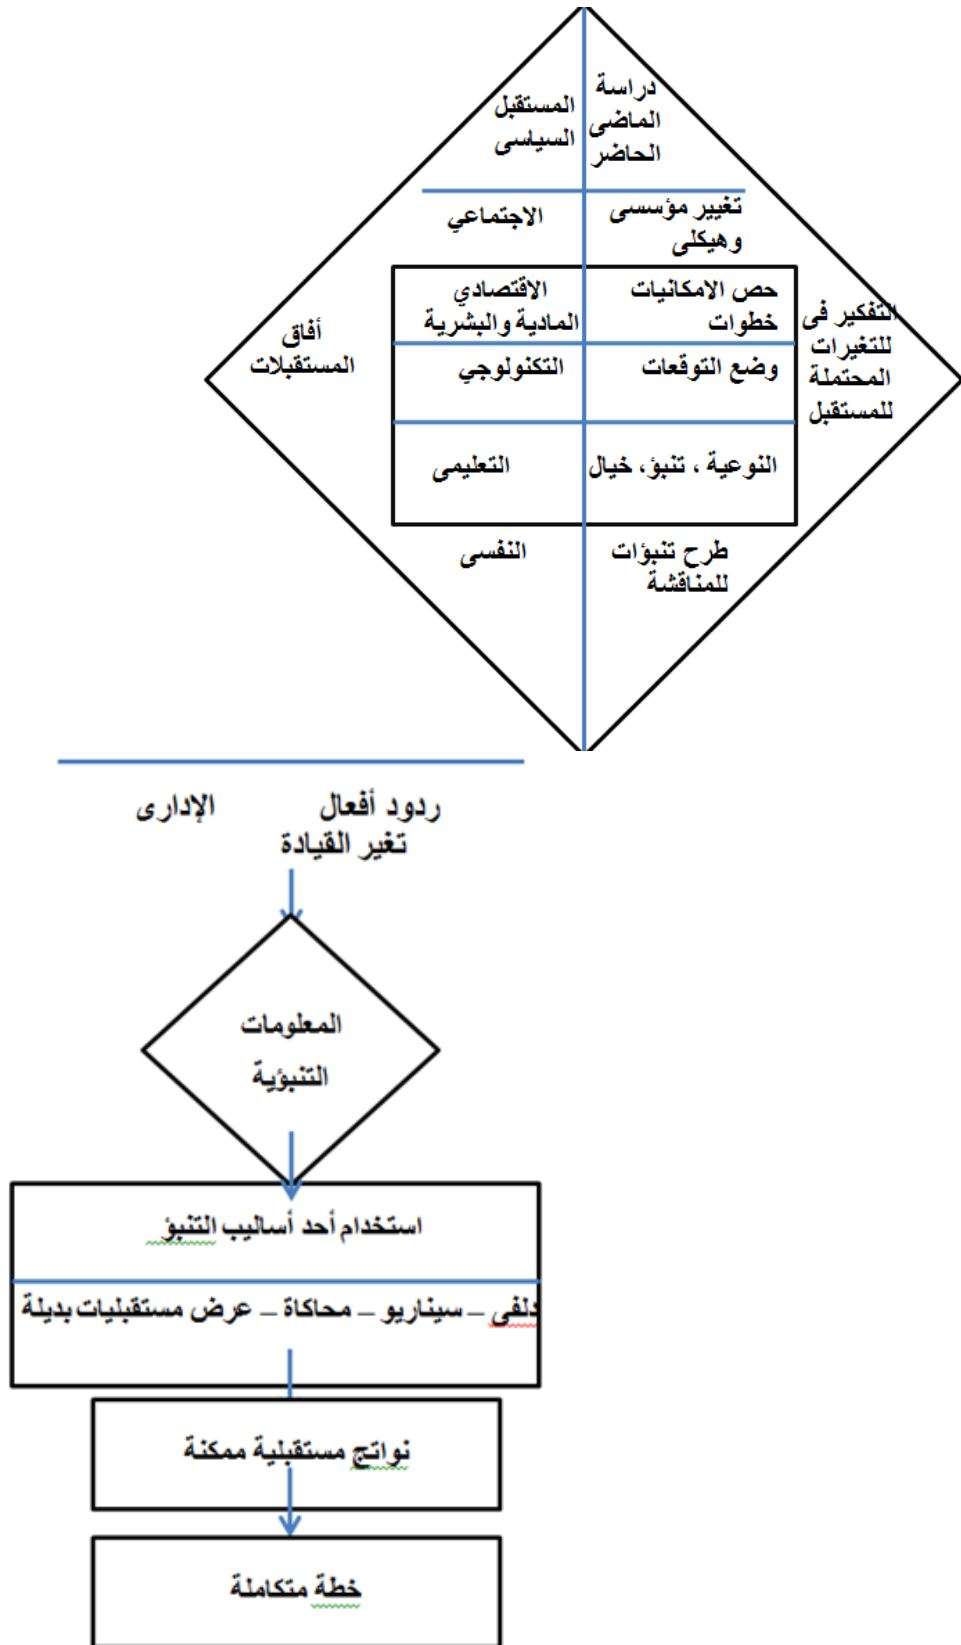 دراسة
الماضى
الحاضر
المستقبل
السياسى
تغيير مؤسسى
وهيكلى
الاجتماعي
التفكير فى
للتغيرات
المحتملة
للمستقبل
حص الامكانيات
خطوات
الاقتصادي
المادية والبشرية
أفاق
المستقبلات
وضع التوقعات
التكنولوجي
النوعية ، تنبؤ، خيال
التعليمى
طرح تنبؤات
للمناقشة
النفسى
ردود أفعال
تغير القيادة
الإدارى
المعلومات
التنبؤية
استخدام أحد أساليب التنبؤ
دلفى – سيناريو – محاكاة – عرض مستقبليات بديلة
نواتج مستقبلية ممكنة
خطة متكاملة